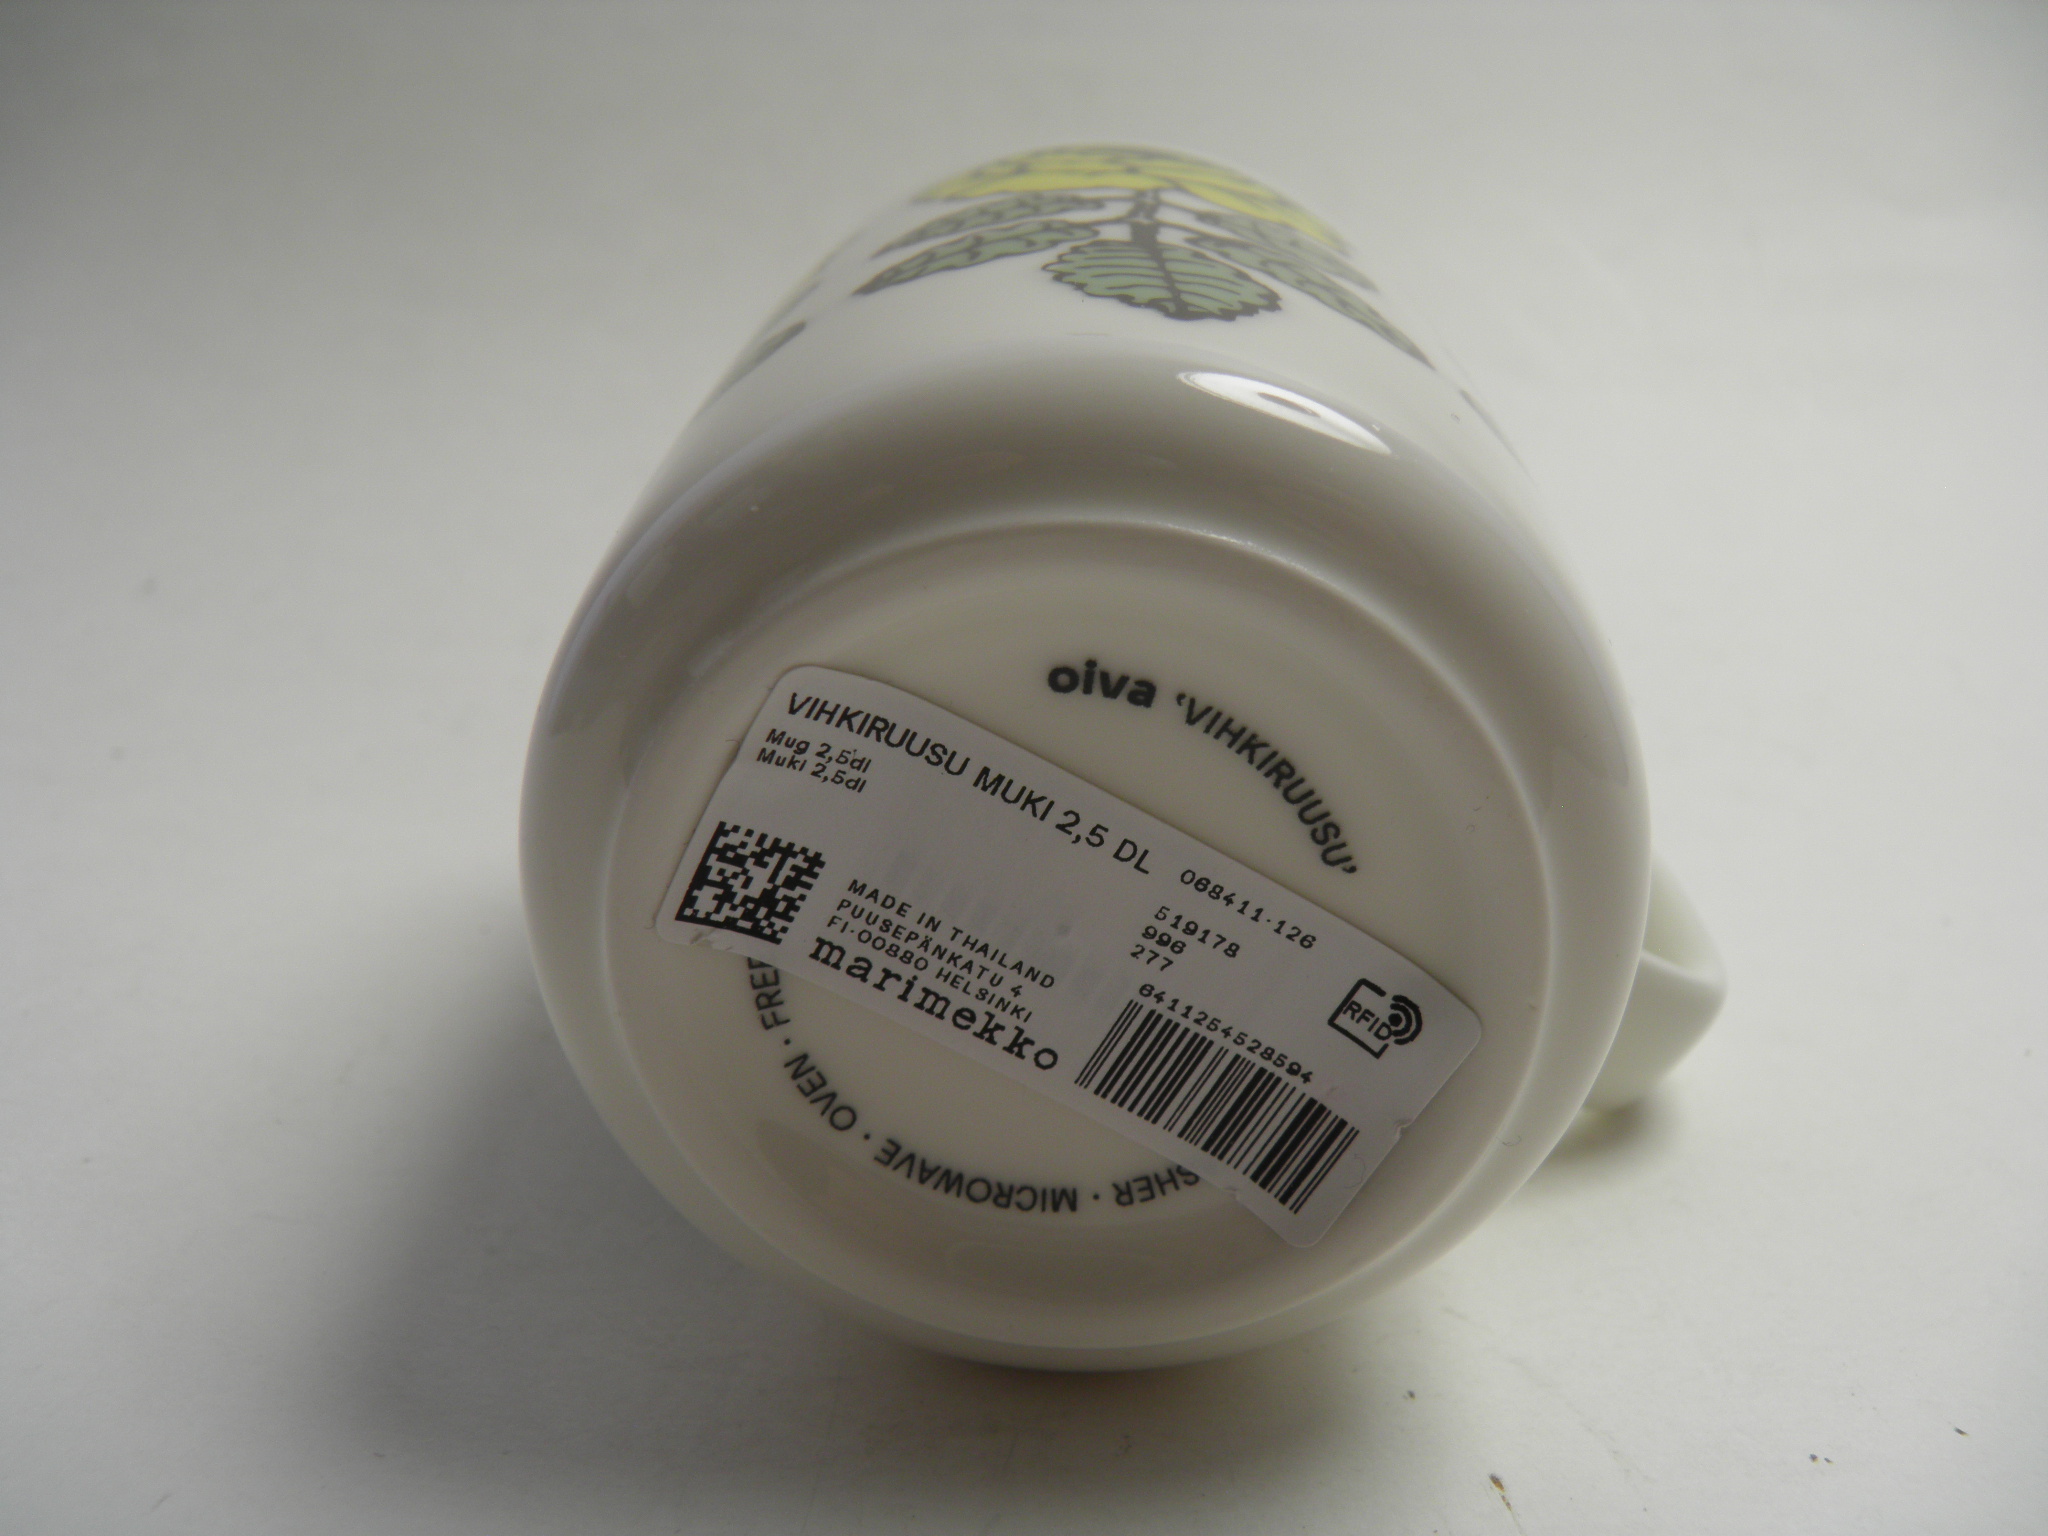 oiva ‘VIHKIRUUSU’
VIHKIRUUSU MUKI 2,5 DL
Mug 2,5dl
Muki 2,5dl
068411-126
519178
996
277
MADE IN THAILAND
PUUSEPÄNKATU 4
FI-00880 HELSINKI
marimekko
6411254528594
RFID
SHER · MICROWAVE · OVEN · FREE